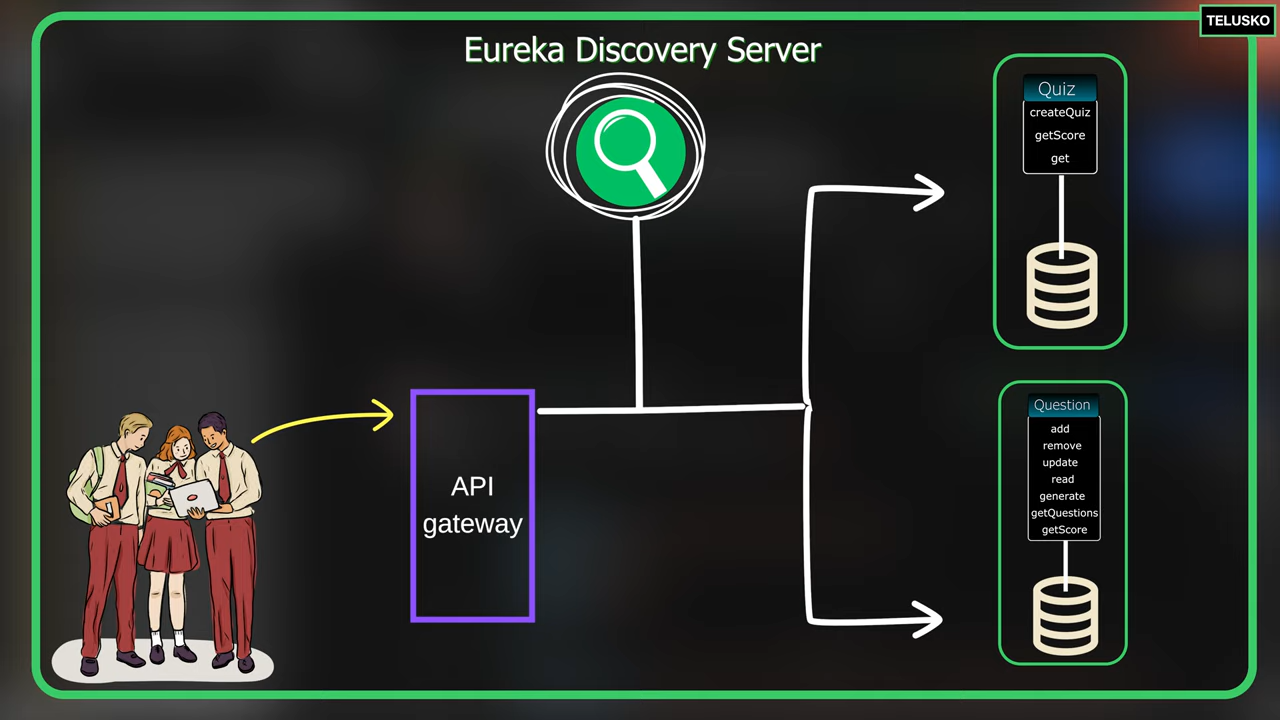 TELUSKO
Eureka Discovery Server
Quiz
createQuiz
getScore
get
API
gateway
Question
add
remove
update
read
generate
getQuestions
getScore